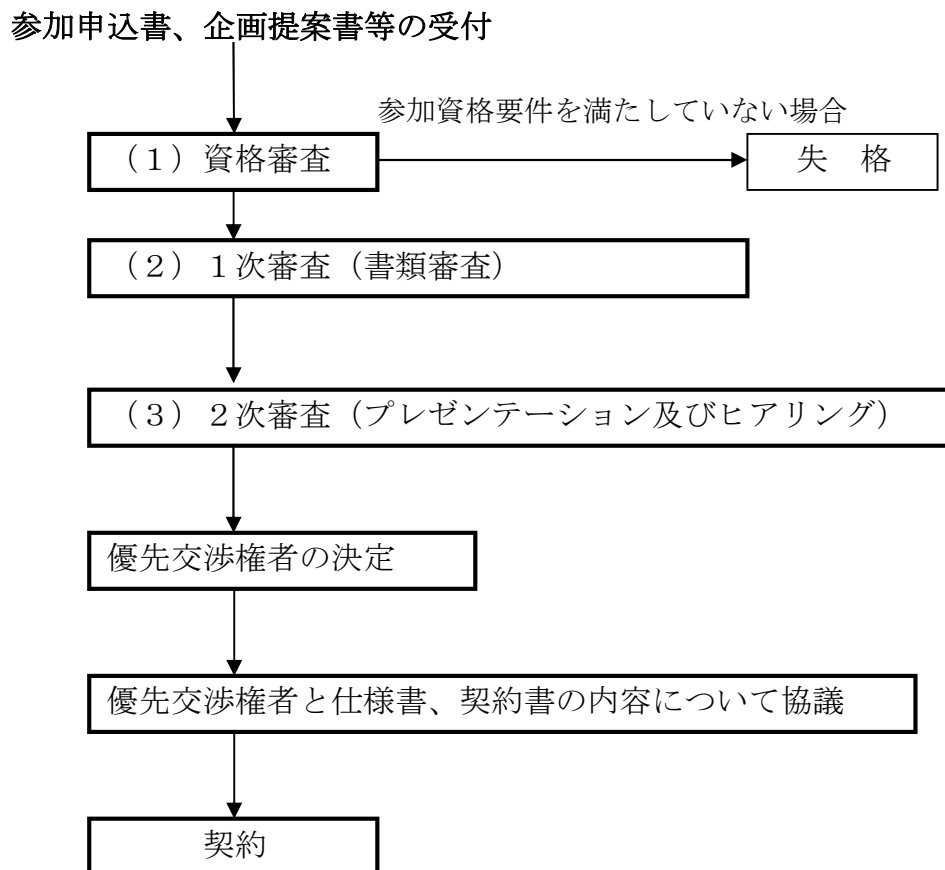 参加申込書、企画提案書等の受付
参加資格要件を満たしていない場合
(1)資格審査
失 格
(2)1次審査(書類審査)
(3)2次審査(プレゼンテーション及びヒアリング)
優先交渉権者の決定
優先交渉権者と仕様書、契約書の内容について協議
契約